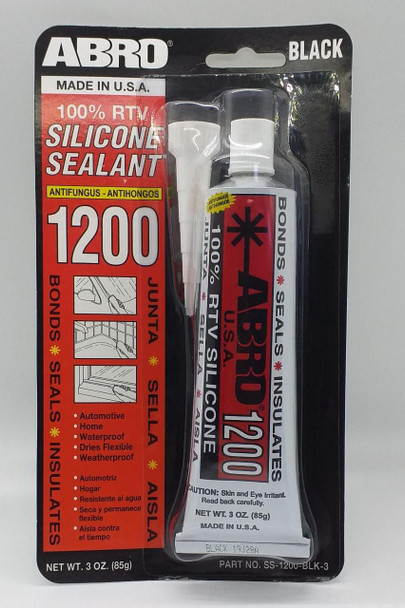 ABRO®
BLACK
MADE IN U.S.A.
100% RTV
SILICONE
SEALANT
ANTIFUNGUS - ANTIHONGOS
1200
BONDS * SEALS * INSULATES
JUNTA * SELLA * AISLA
• Automotive
• Home
• Waterproof
• Dries Flexible
• Weatherproof
• Automotriz
• Hogar
• Resistente al agua
• Seca y permanece
flexible
• Aisla contra
el tiempo
NET WT. 3 OZ. (85g)
ANTIFUNGUS
ANTIHONGOS
ABRO® 1200
U.S.A.
100% RTV SILICONE
JUNTA * SELLA * AISLA
BONDS * SEALS * INSULATES
CAUTION: Skin and Eye Irritant.
Read back carefully.
NET WT. 3 OZ. (85g)
MADE IN U.S.A.
PART NO. SS-1200-BLK-3